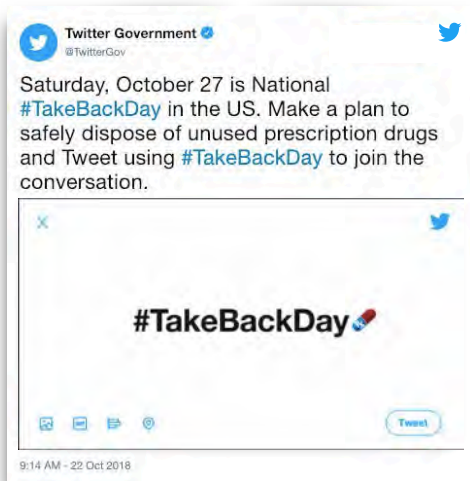 Twitter Government
@TwitterGov
Saturday, October 27 is National
#TakeBackDay in the US. Make a plan to
safely dispose of unused prescription drugs
and Tweet using #TakeBackDay to join the
conversation.
#TakeBackDay
GIF
Tweet
9:14 AM - 22 Oct 2018